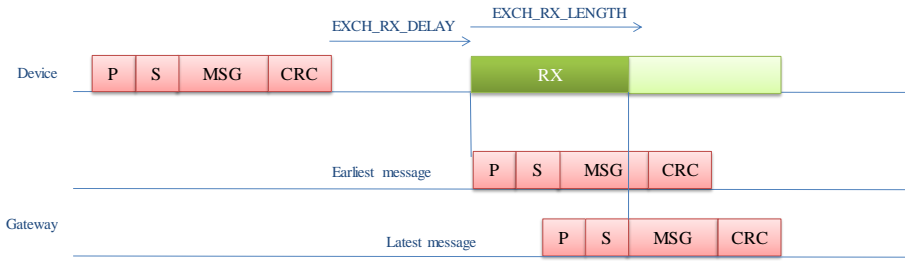 EXCH_RX_LENGTH
EXCH_RX_DELAY
Device P S MSG CRC RX
Earliest message P S MSG CRC
Gateway
Latest message P S MSG CRC